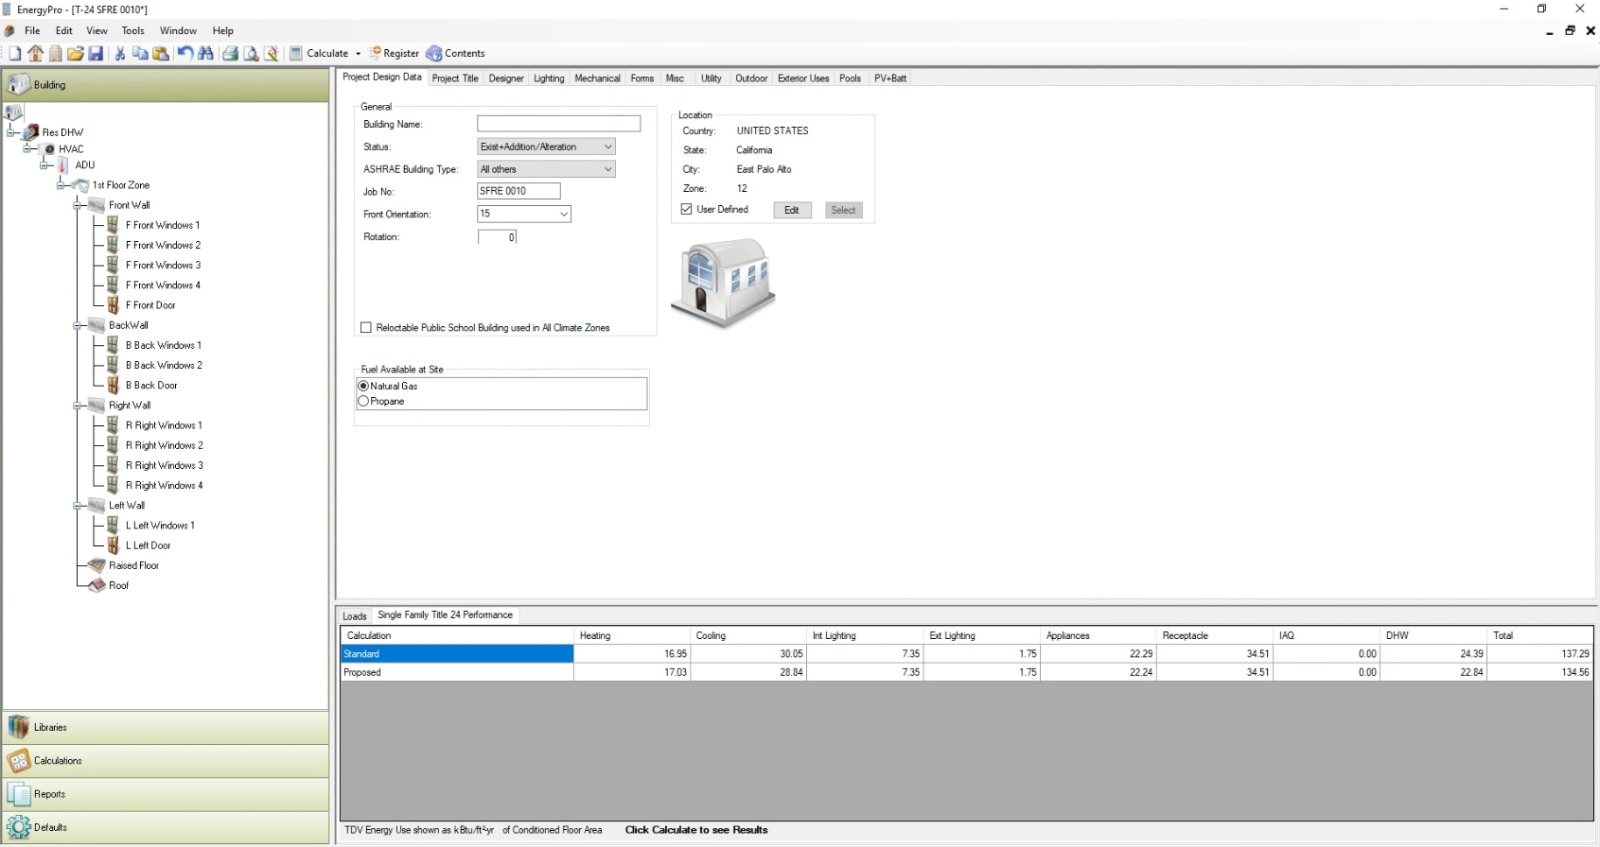 EnergyPro - [T-24 SFRE 0010*]
File Edit View Tools Window Help
Calculate Register Contents
Building
Res DHW
HVAC
ADU
1st Floor Zone
Front Wall
F Front Windows 1
F Front Windows 2
F Front Windows 3
F Front Windows 4
F Front Door
BackWall
B Back Windows 1
B Back Windows 2
B Back Door
Right Wall
R Right Windows 1
R Right Windows 2
R Right Windows 3
R Right Windows 4
Left Wall
L Left Windows 1
L Left Door
Raised Floor
Roof
Libraries
Calculations
Reports
Defaults
Project Design Data Project Title Designer Lighting Mechanical Forms Misc Utility Outdoor Exterior Uses Pools PV+Batt
General
Building Name:
Status: Exist+Addition/Alteration
ASHRAE Building Type: All others
Job No: SFRE 0010
Front Orientation: 15
Rotation: 0
Reloctable Public School Building used in All Climate Zones
Location
Country: UNITED STATES
State: California
City: East Palo Alto
Zone: 12
User Defined Edit Select
Fuel Available at Site
Natural Gas
Propane
Loads Single Family Title 24 Performance
Calculation Heating Cooling Int Lighting Ext Lighting Appliances Receptacle IAQ DHW Total
Standard 16.95 30.05 7.35 1.75 22.29 34.51 0.00 24.39 137.29
Proposed 17.03 28.84 7.35 1.75 22.24 34.51 0.00 22.84 134.56
TDV Energy Use shown as kBtu/ft²-yr of Conditioned Floor Area Click Calculate to see Results